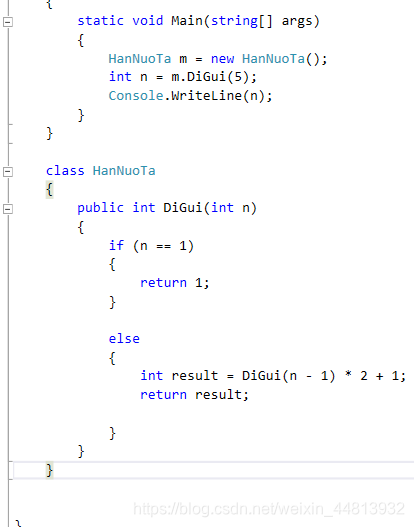 {
static void Main(string[] args)
{
HanNuoTa m = new HanNuoTa();
int n = m.DiGui(5);
Console.WriteLine(n);
}
}
class HanNuoTa
{
public int DiGui(int n)
{
if (n == 1)
{
return 1;
}
else
{
int result = DiGui(n - 1) * 2 + 1;
return result;
}
}
}
https://blog.csdn.net/weixin_44813932
}